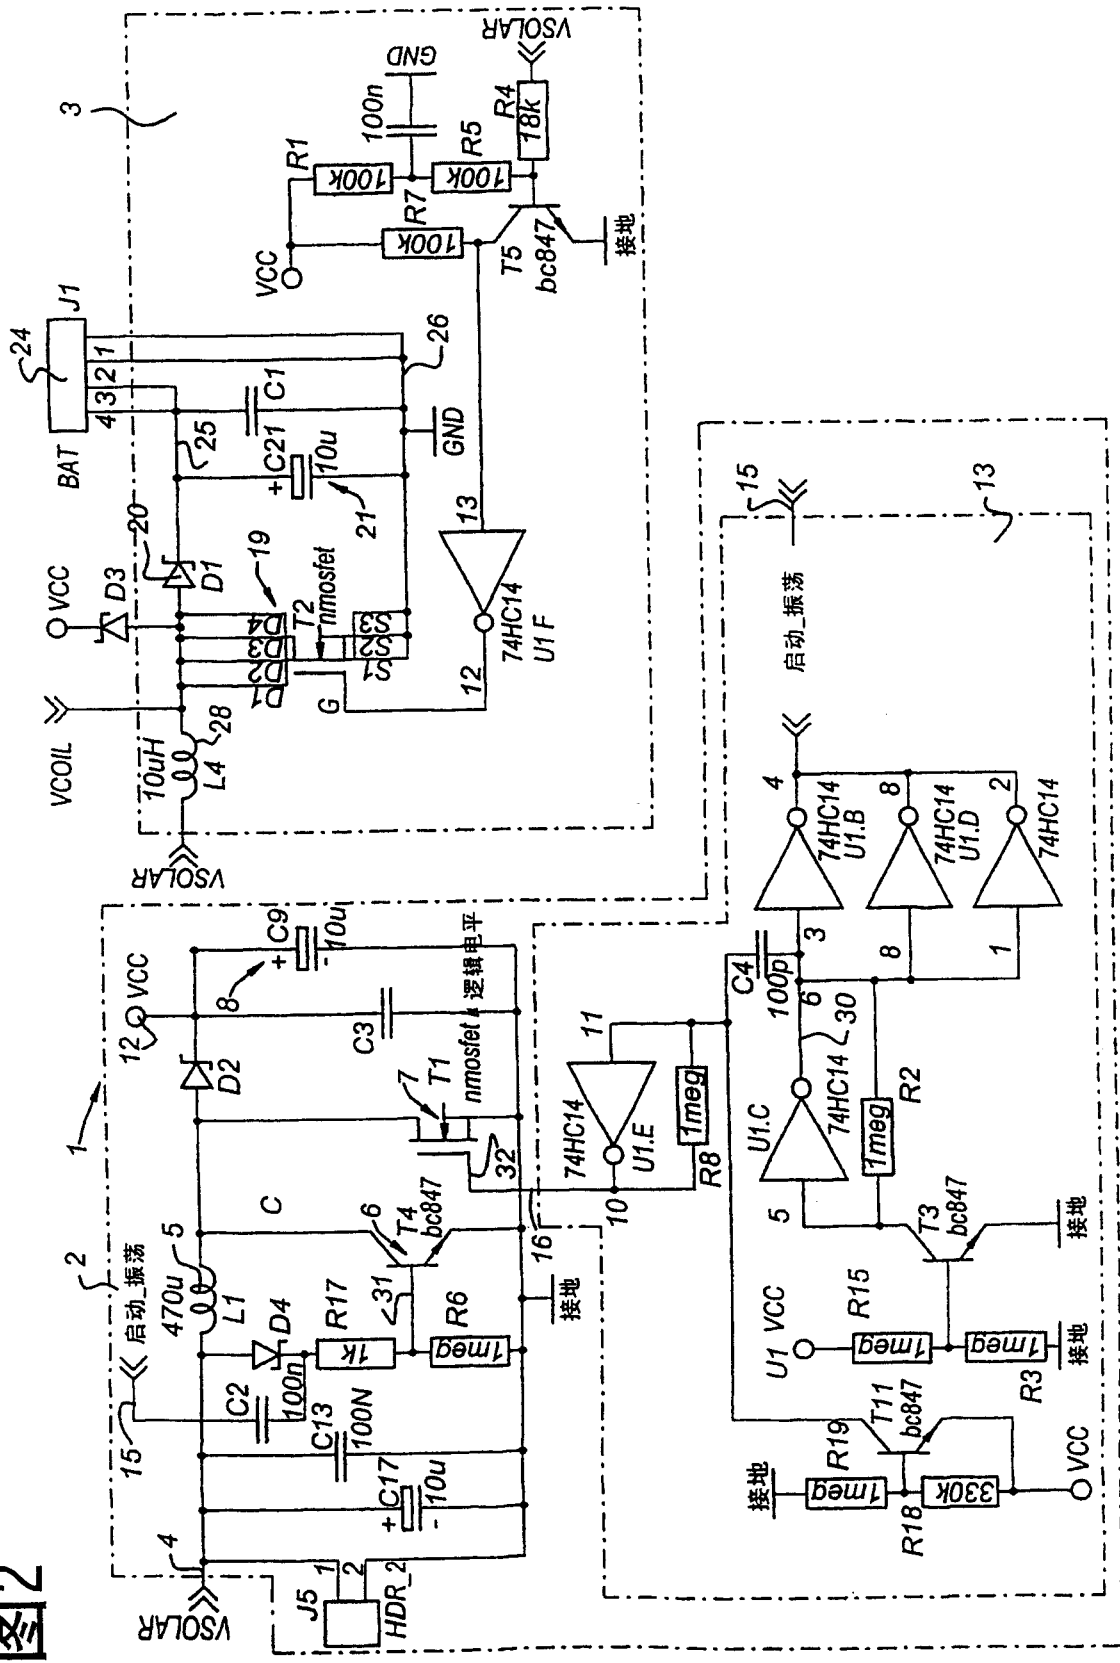 图2
1
2
启动_振荡
15
VSOLAR
4
470u
5
L1
D4
C2
100n
C13
100N
+
C17
10u
-
J5
1
2
HDR_2
R17
1k
31
R6
1meg
接地
C
6
T4
bc847
D2
12
VCC
8
+
C9
10u
-
C3
7
T1
nmosfet
逻辑电平
32
16
3
VSOLAR
VCOIL
10uH
L4
28
VCC
D3
20
D1
D1
D2
D3
D4
19
T2
nmosfet
G
S1
S2
S3
25
+
C21
10u
21
C1
GND
26
BAT
24
J1
4
3
2
1
12
74HC14
U1F
13
VCC
R1
100k
R7
100k
100n
GND
R5
100k
R4
18k
VSOLAR
T5
bc847
接地
10
74HC14
U1.E
11
R8
1meg
C4
100p
5
U1.C
74HC14
6
30
R2
1meg
3
4
74HC14
U1.B
8
8
74HC14
U1.D
1
2
74HC14
启动_振荡
15
13
U1 VCC
R15
1meg
R3
1meg
接地
T3
bc847
接地
接地
R19
1meg
R18
330k
T11
bc847
VCC